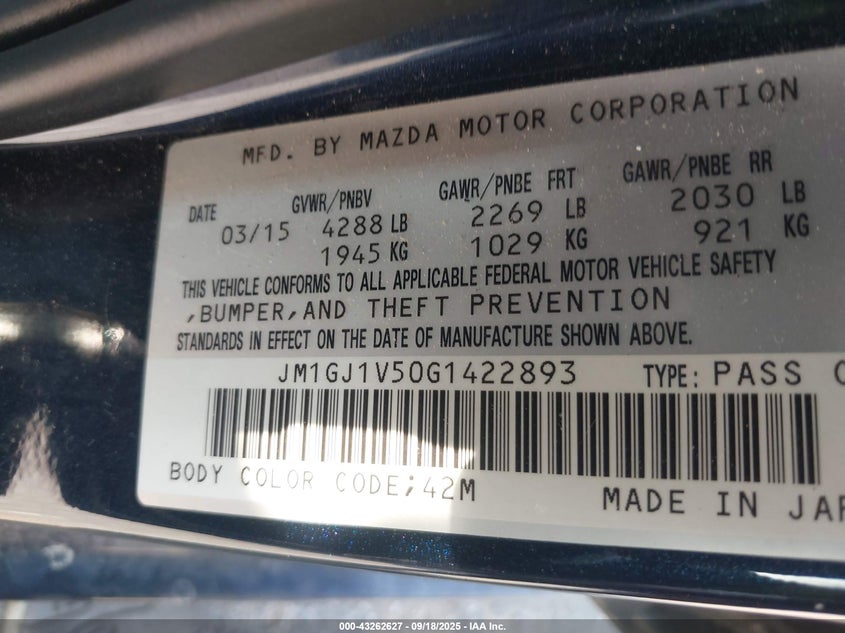 MFD. BY MAZDA MOTOR CORPORATION
DATE GVWR/PNBV GAWR/PNBE FRT GAWR/PNBE RR
03/15 4288 LB 2269 LB 2030 LB
1945 KG 1029 KG 921 KG
THIS VEHICLE CONFORMS TO ALL APPLICABLE FEDERAL MOTOR VEHICLE SAFETY
,BUMPER,AND THEFT PREVENTION
STANDARDS IN EFFECT ON THE DATE OF MANUFACTURE SHOWN ABOVE.
JM1GJ1V50G1422893 TYPE: PASS C
BODY COLOR CODE;42M
MADE IN JAP
000-43262627 - 09/18/2025 - IAA Inc.